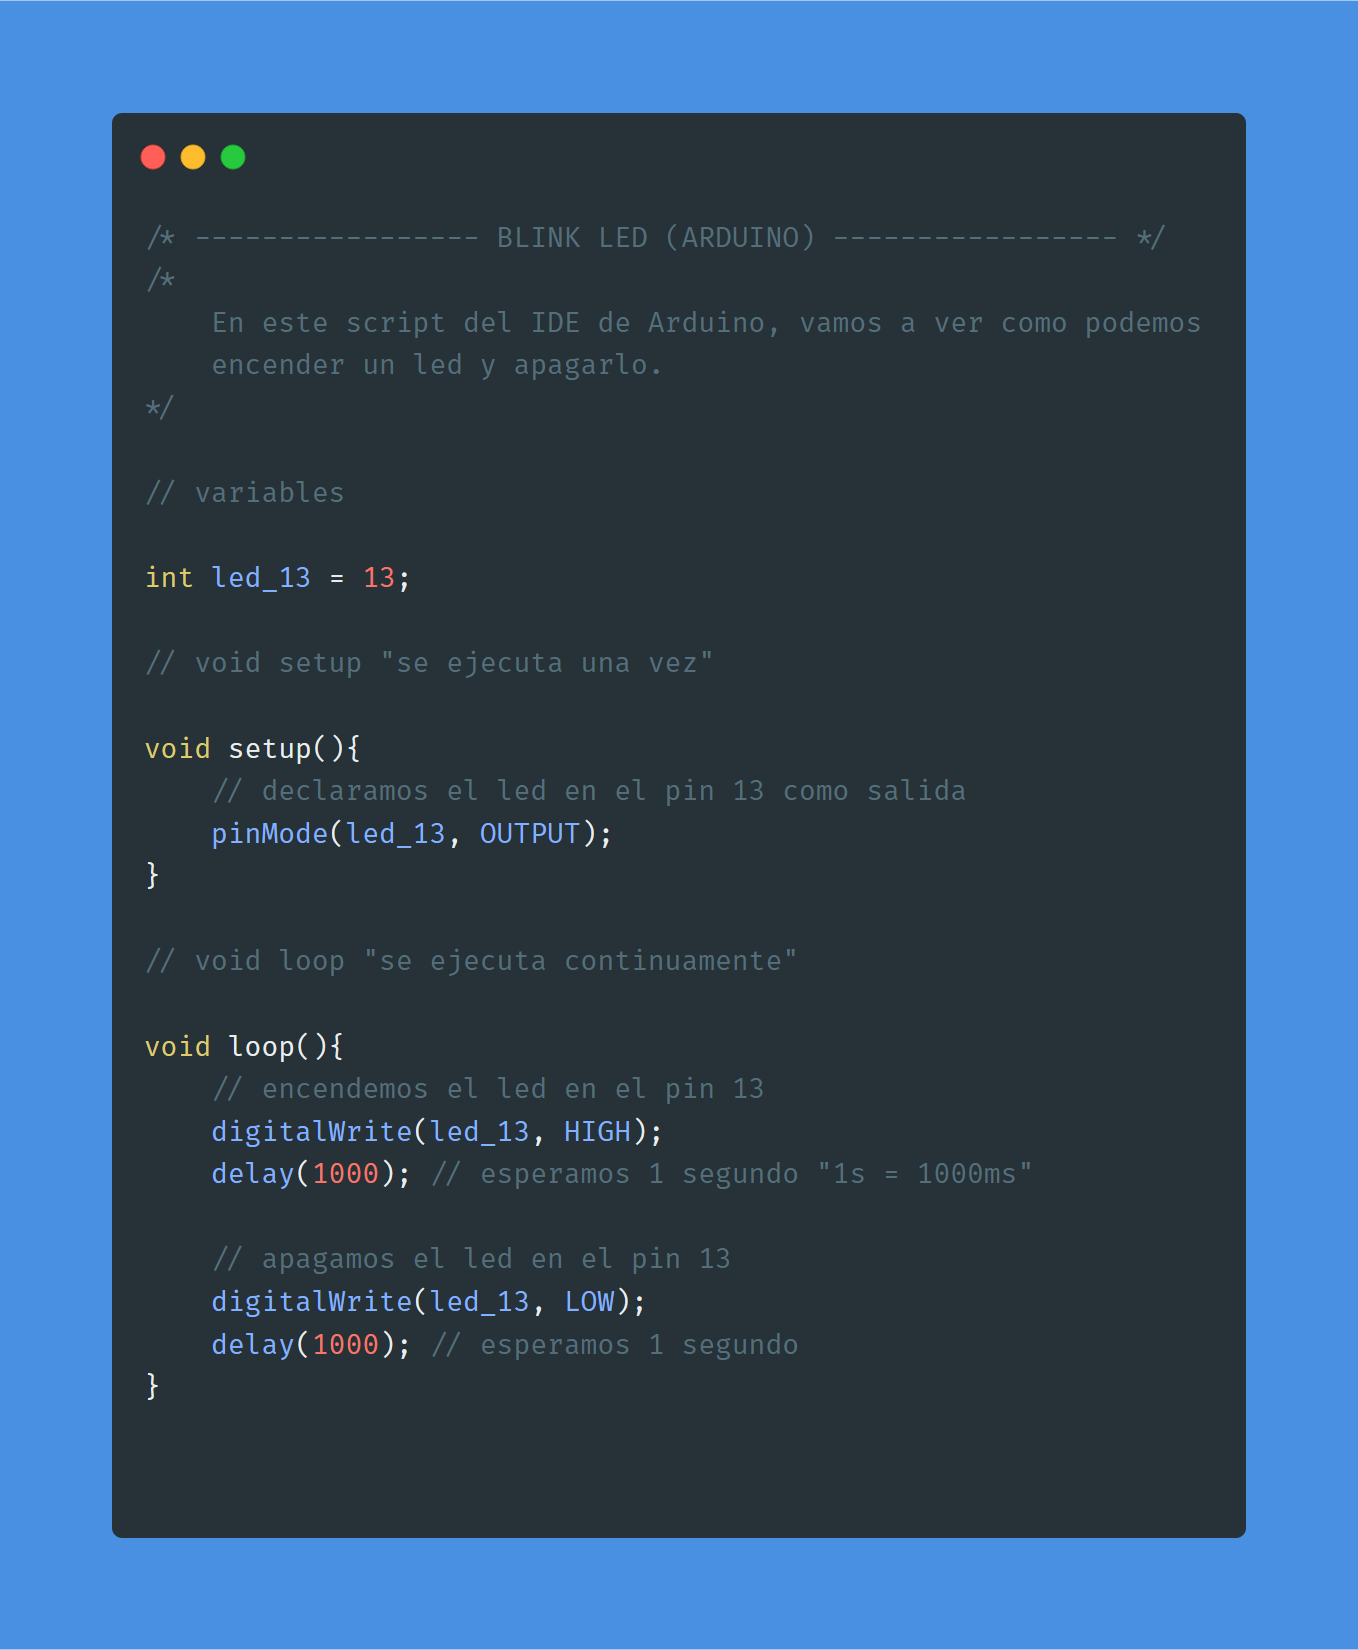 /* ----------------- BLINK LED (ARDUINO) ----------------- */
/*
    En este script del IDE de Arduino, vamos a ver como podemos
    encender un led y apagarlo.
*/

// variables

int led_13 = 13;

// void setup "se ejecuta una vez"

void setup(){
    // declaramos el led en el pin 13 como salida
    pinMode(led_13, OUTPUT);
}

// void loop "se ejecuta continuamente"

void loop(){
    // encendemos el led en el pin 13
    digitalWrite(led_13, HIGH);
    delay(1000); // esperamos 1 segundo "1s = 1000ms"

    // apagamos el led en el pin 13
    digitalWrite(led_13, LOW);
    delay(1000); // esperamos 1 segundo
}